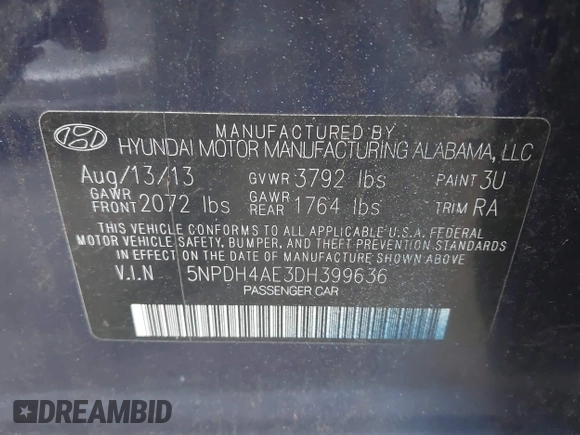 MANUFACTURED BY
HYUNDAI MOTOR MANUFACTURING ALABAMA, LLC
Aug/13/13 GVWR 3792 lbs PAINT 3U
GAWR FRONT 2072 lbs GAWR REAR 1764 lbs TRIM RA
THIS VEHICLE CONFORMS TO ALL APPLICABLE U.S.A. FEDERAL
MOTOR VEHICLE SAFETY, BUMPER, AND THEFT PREVENTION STANDARDS
IN EFFECT ON THE DATE OF MANUFACTURE SHOWN ABOVE.
V.I.N 5NPDH4AE3DH399636
PASSENGER CAR
DREAMBID